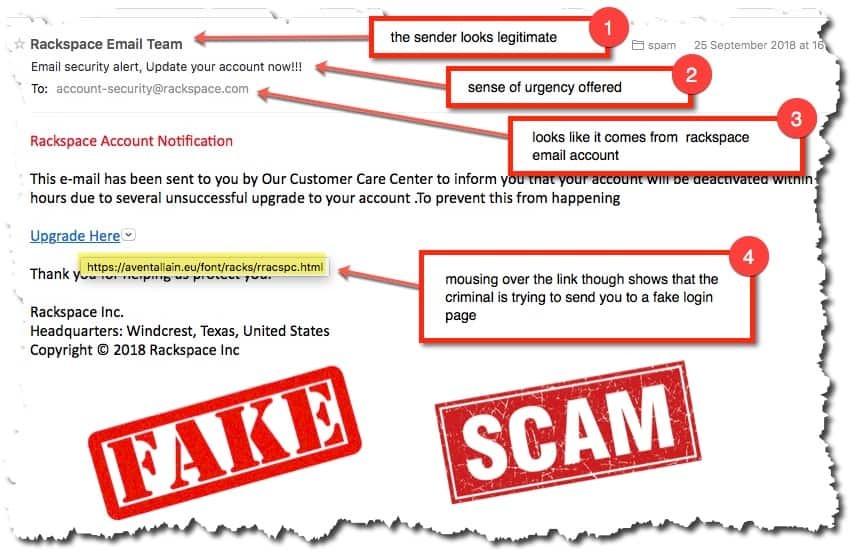 Rackspace Email Team
1
the sender looks legitimate
spam
25 September 2018 at 16
Email security alert, Update your account now!!!
2
sense of urgency offered
To: account-security@rackspace.com
3
looks like it comes from rackspace
email account
Rackspace Account Notification
This e-mail has been sent to you by Our Customer Care Center to inform you that your account will be deactivated within
hours due to several unsuccessful upgrade to your account .To prevent this from happening
Upgrade Here
https://aventallain.eu/font/racks/rracspc.html
4
mousing over the link though shows that the
criminal is trying to send you to a fake login
page
Thank you for helping us protect you.
Rackspace Inc.
Headquarters: Windcrest, Texas, United States
Copyright © 2018 Rackspace Inc
FAKE
SCAM